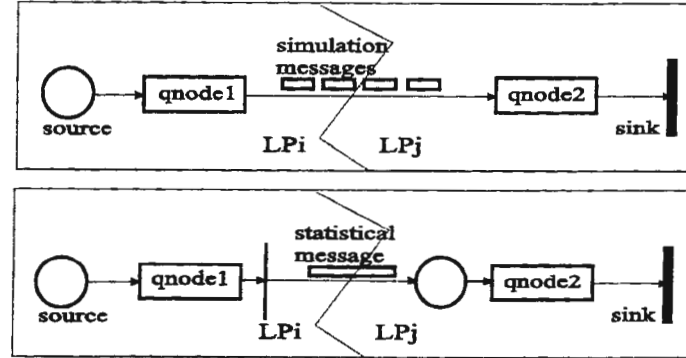 simulation
messages
qnode1
qnode2
source
sink
LPi
LPj
statistical
message
qnode1
qnode2
source
sink
LPi
LPj